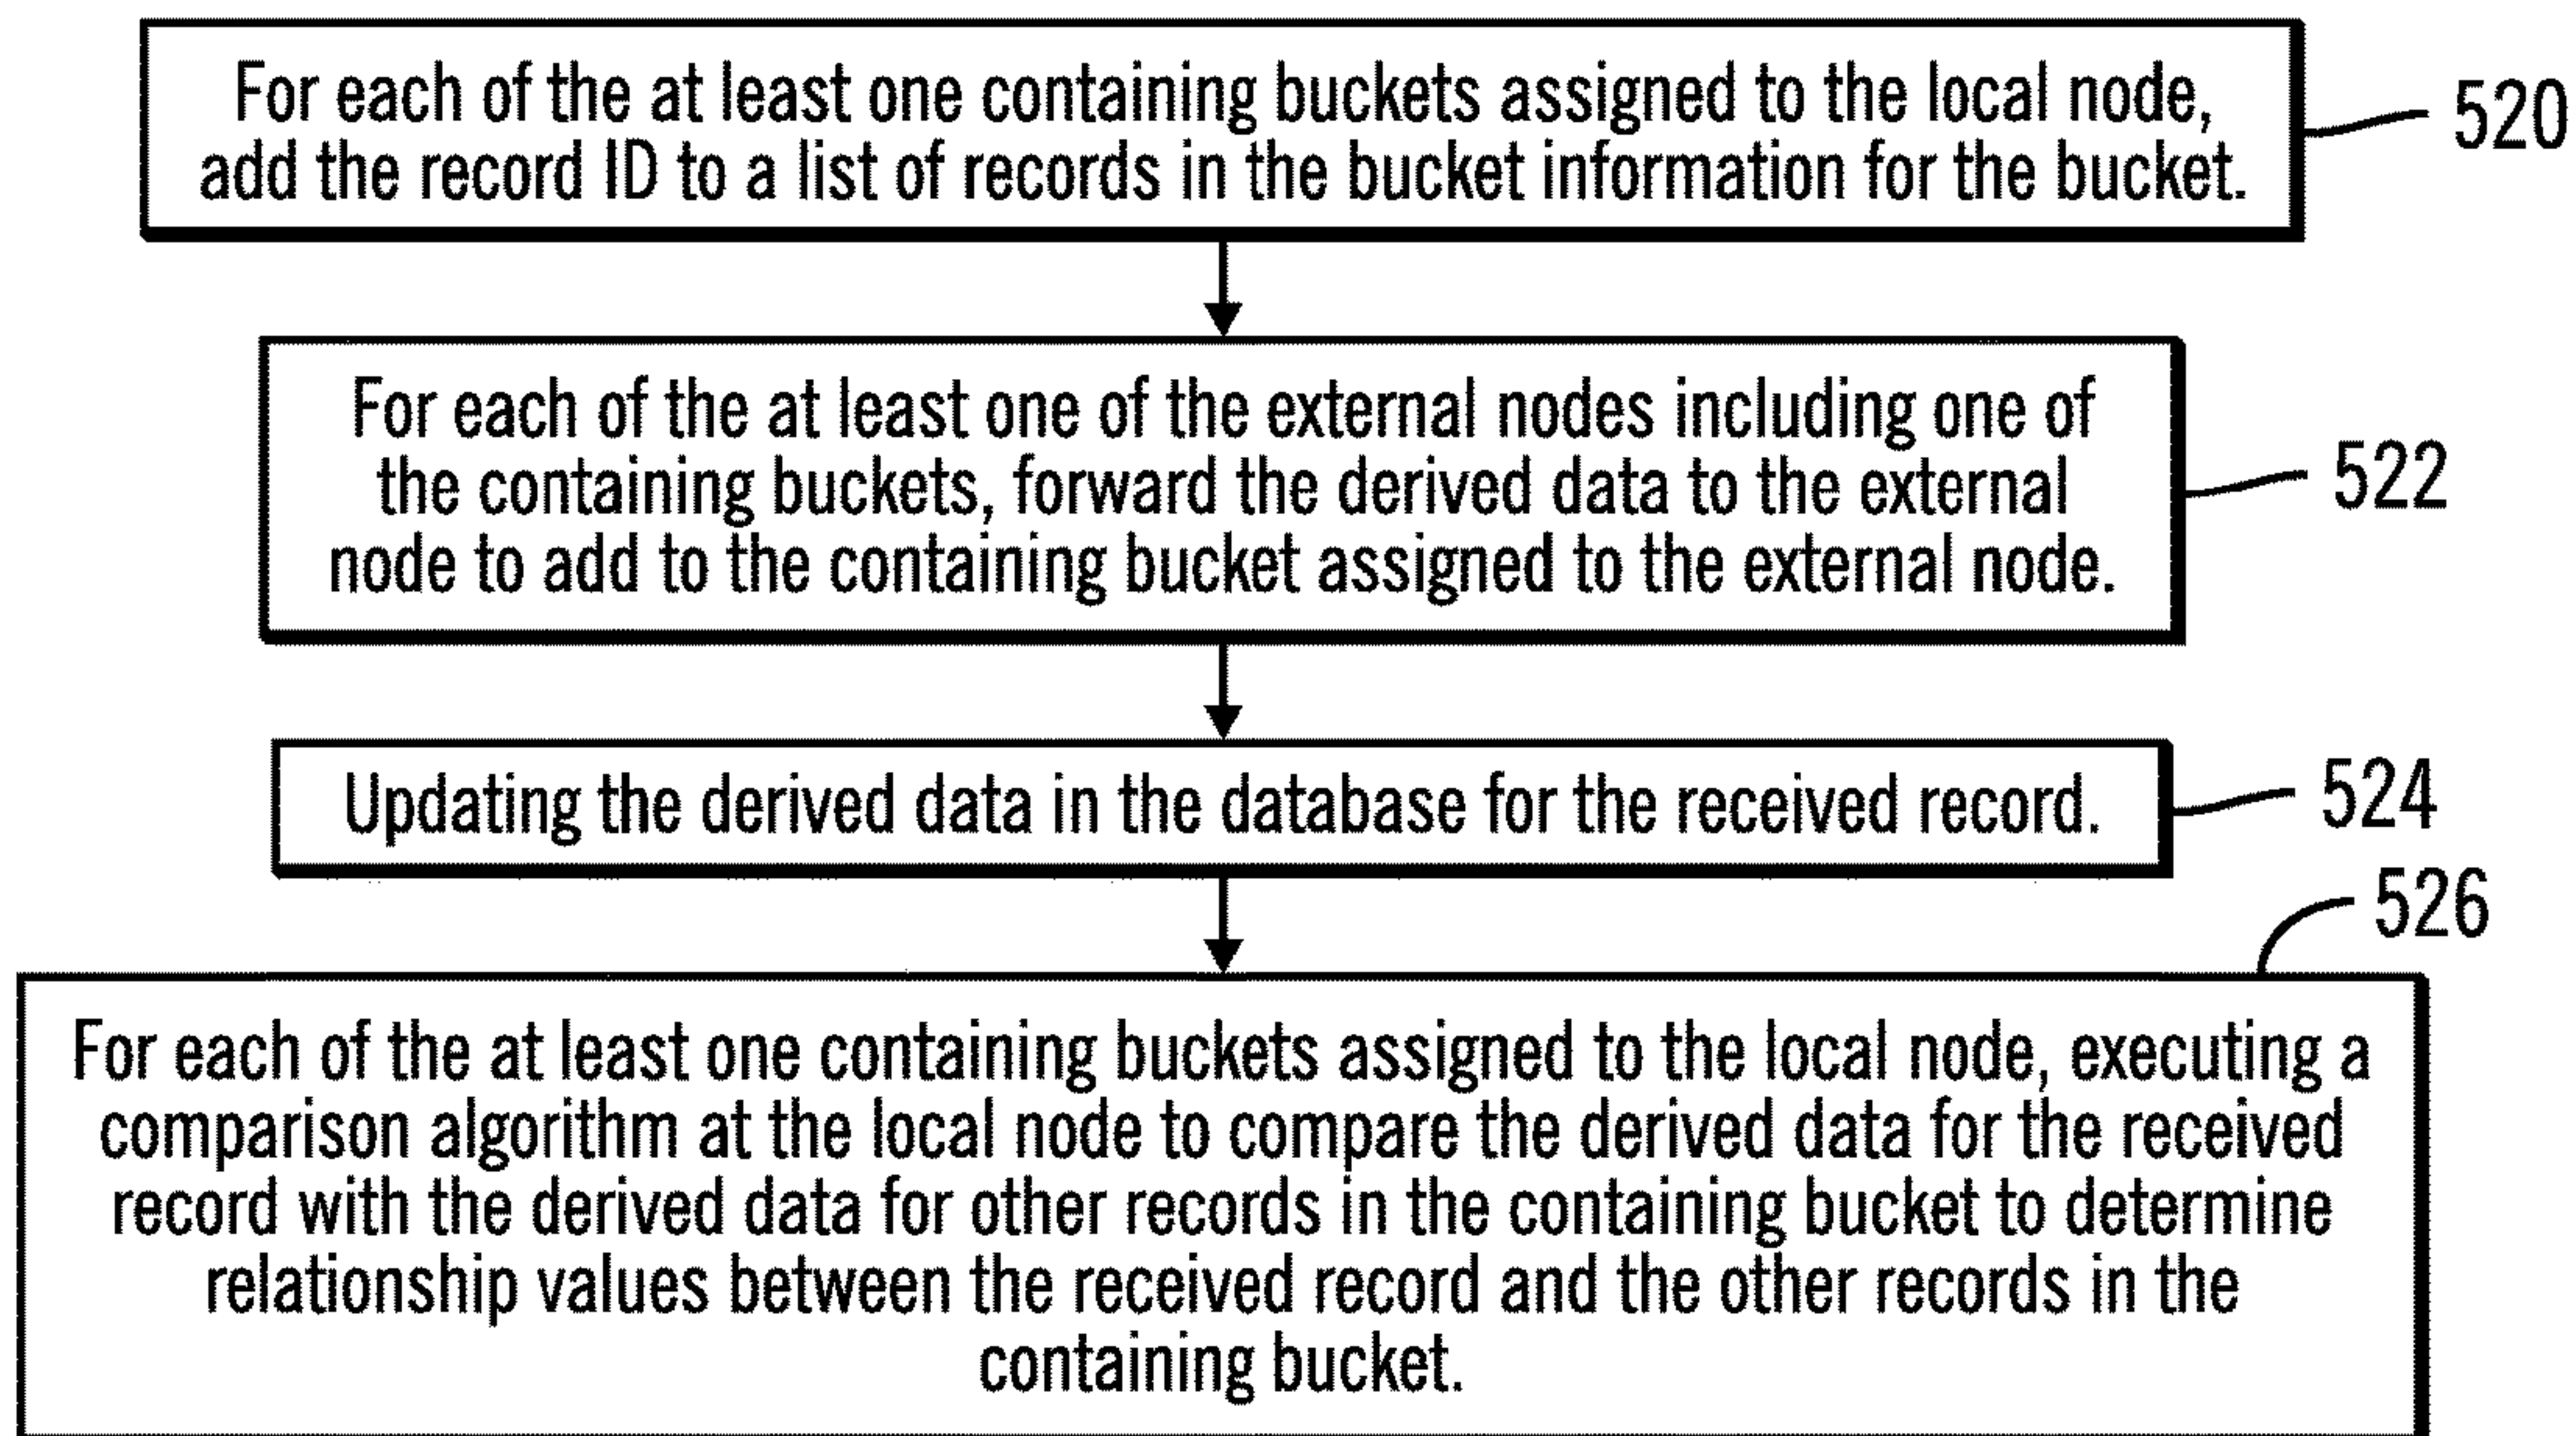 For each of the at least one containing buckets assigned to the local node,
add the record ID to a list of records in the bucket information for the bucket.
520
For each of the at least one of the external nodes including one of
the containing buckets, forward the derived data to the external
node to add to the containing bucket assigned to the external node.
522
Updating the derived data in the database for the received record.
524
526
For each of the at least one containing buckets assigned to the local node, executing a
comparison algorithm at the local node to compare the derived data for the received
record with the derived data for other records in the containing bucket to determine
relationship values between the received record and the other records in the
containing bucket.